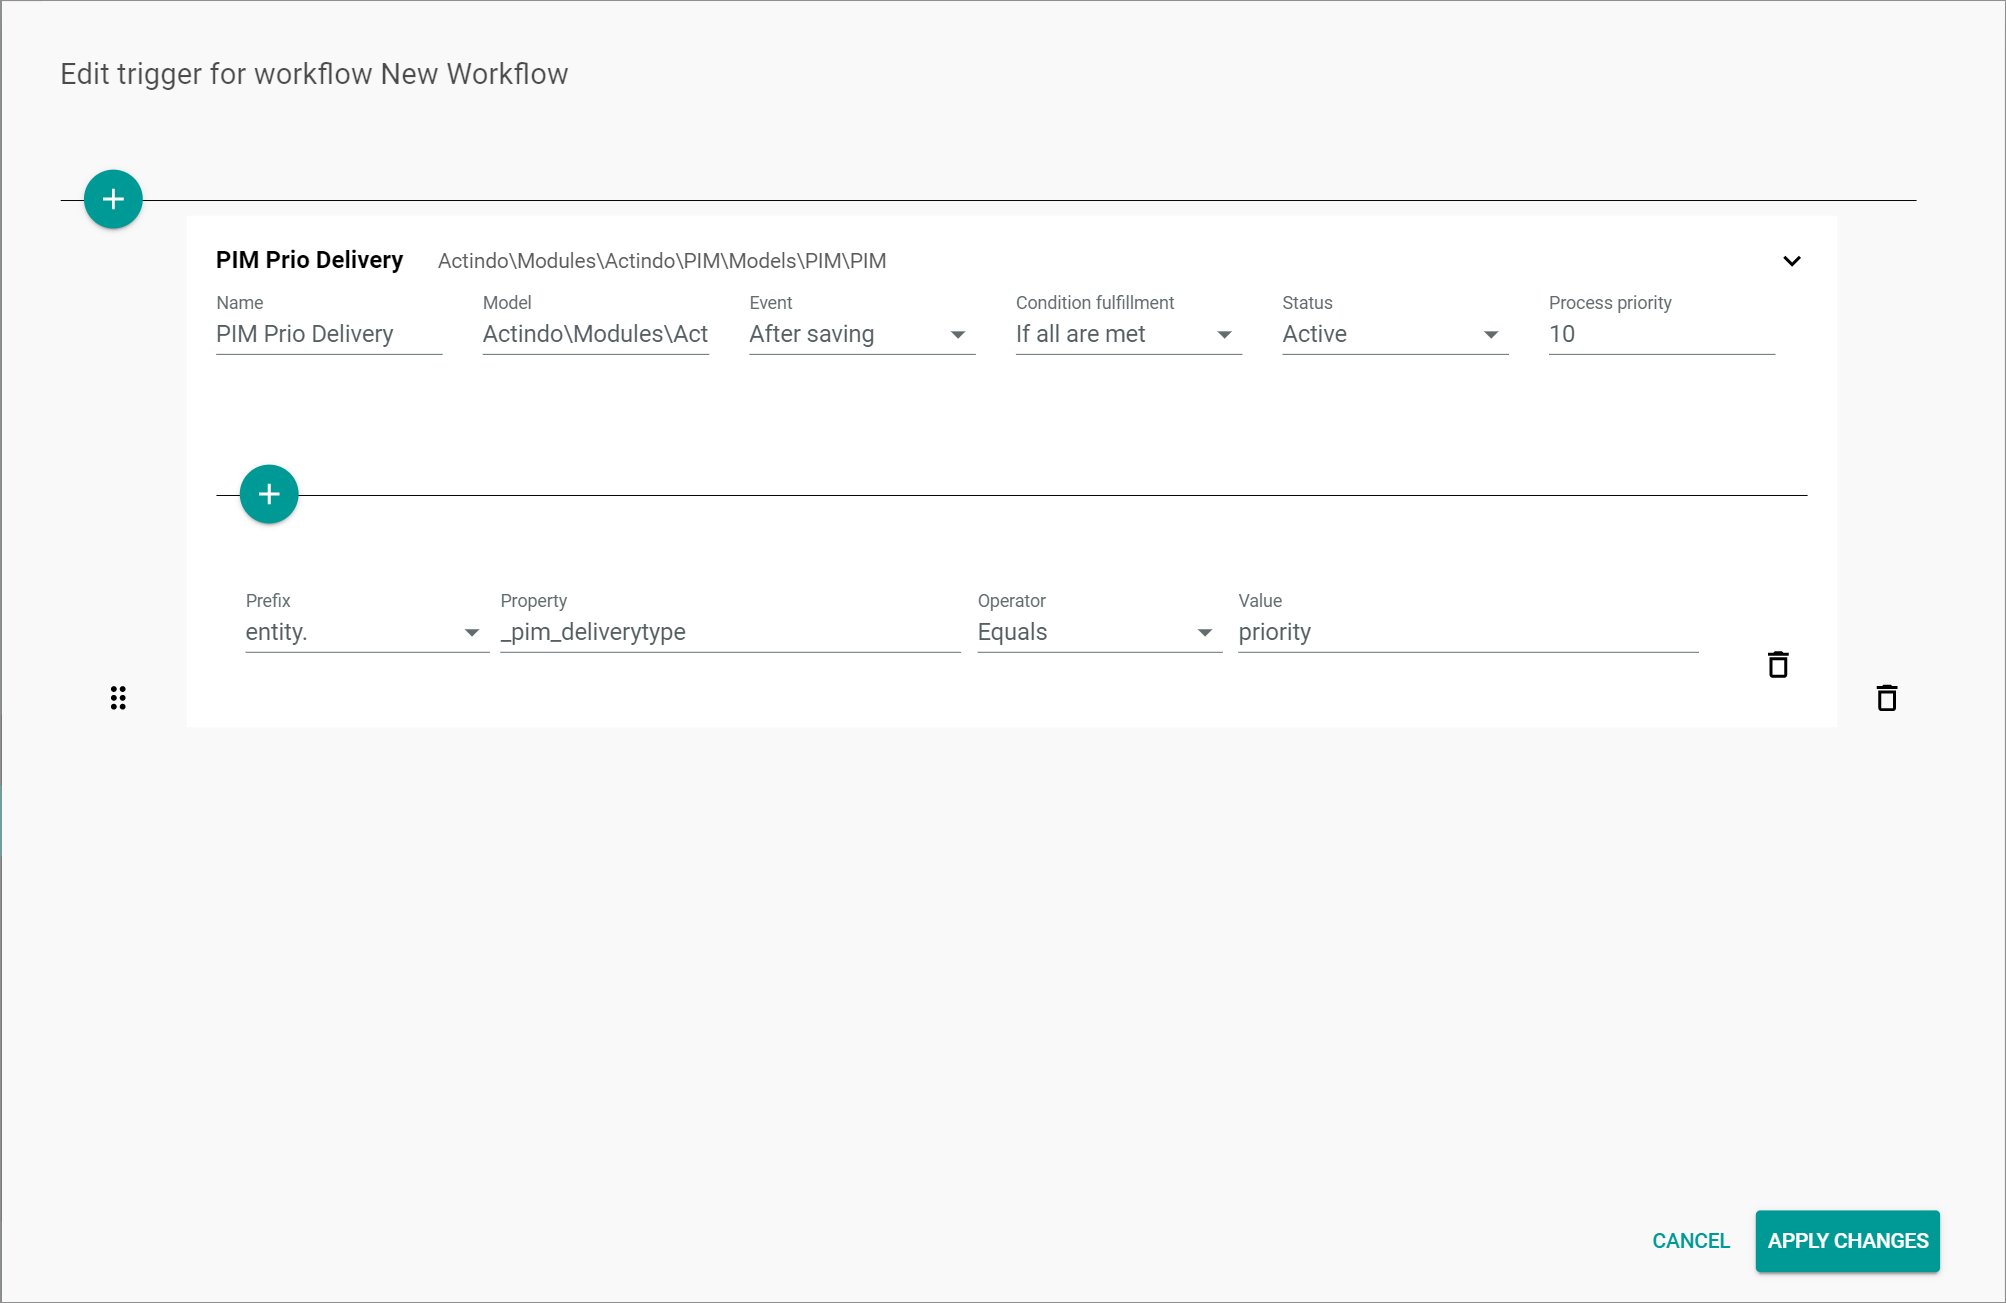 Edit trigger for workflow New Workflow
PIM Prio Delivery Actindo\Modules\Actindo\PIM\Models\PIM\PIM
Name Model Event Condition fulfillment Status Process priority
PIM Prio Delivery Actindo\Modules\Act After saving If all are met Active 10
Prefix Property Operator Value
entity. _pim_deliverytype Equals priority
CANCEL APPLY CHANGES